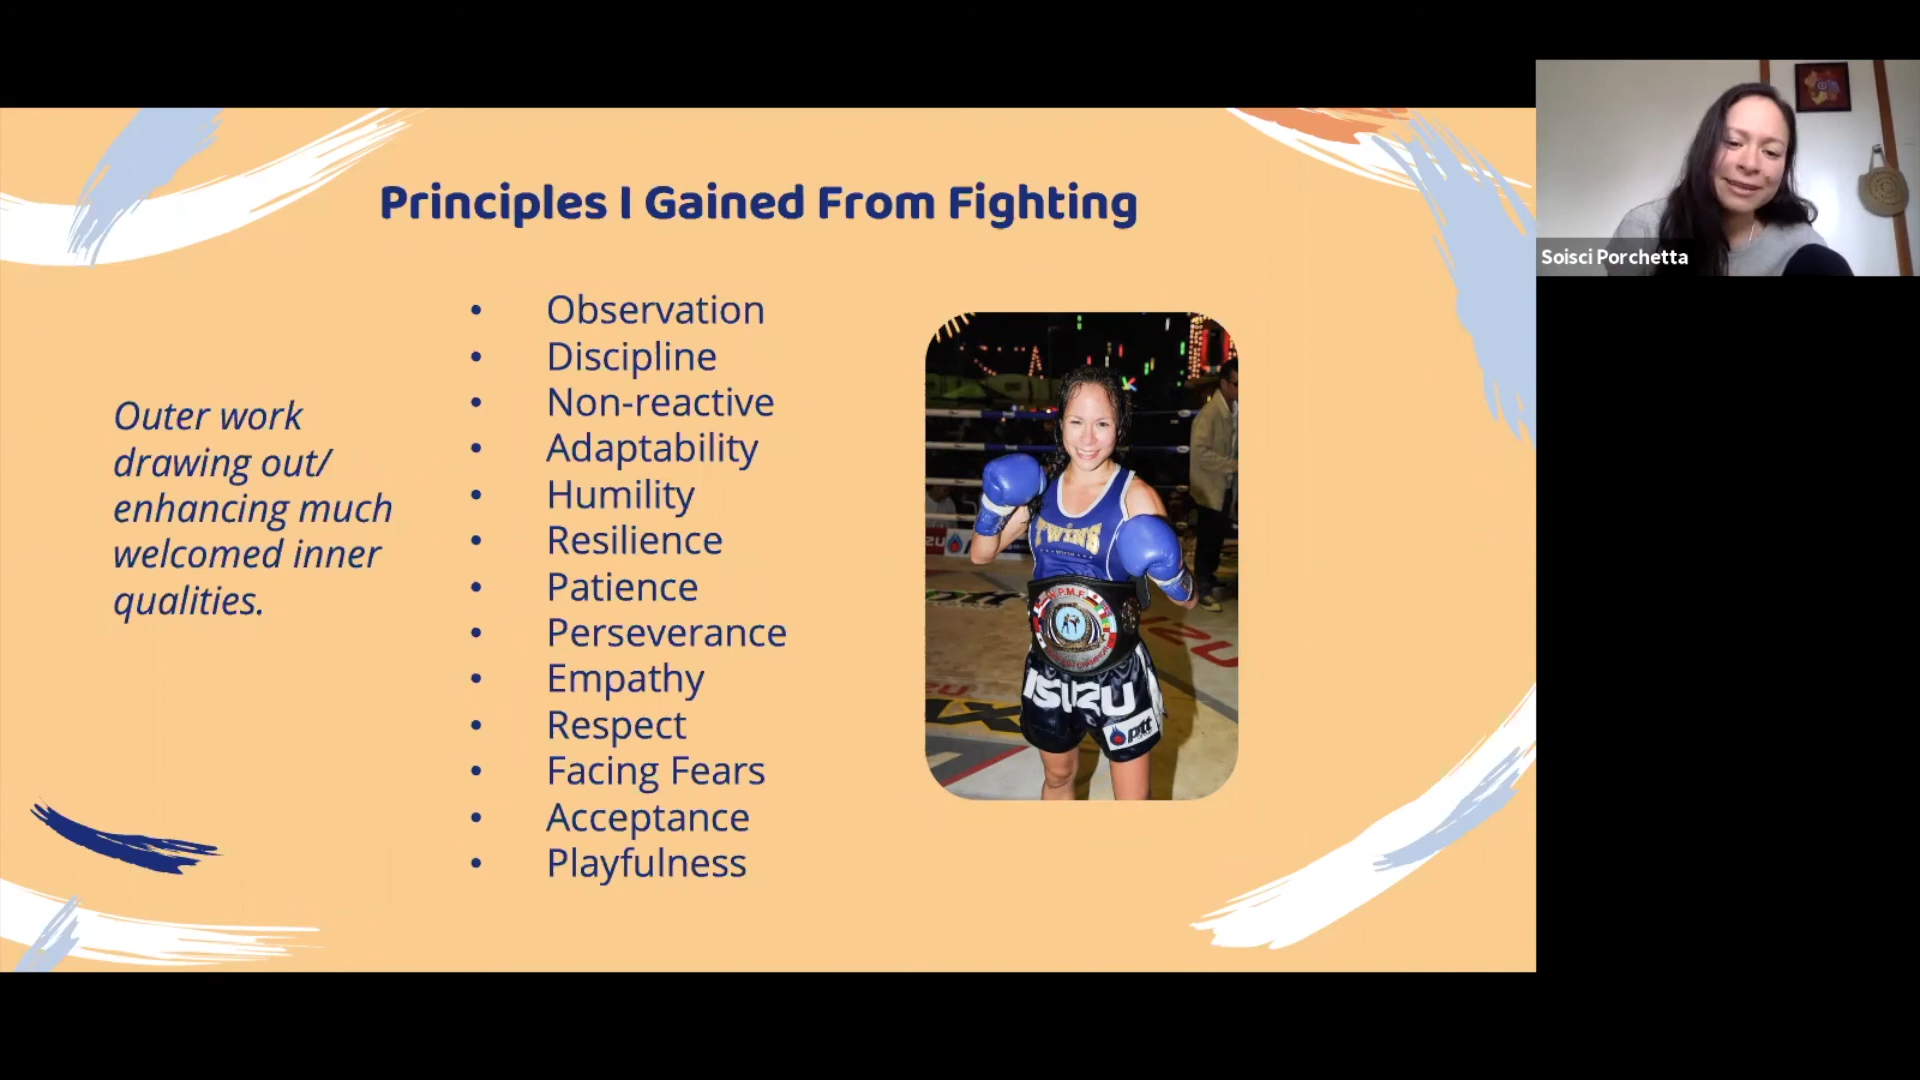 Principles I Gained From Fighting
Outer work
drawing out/
enhancing much
welcomed inner
qualities.
• Observation
• Discipline
• Non-reactive
• Adaptability
• Humility
• Resilience
• Patience
• Perseverance
• Empathy
• Respect
• Facing Fears
• Acceptance
• Playfulness
TWINS
W.P.M.F.
ISUZU
ptt
Soisci Porchetta